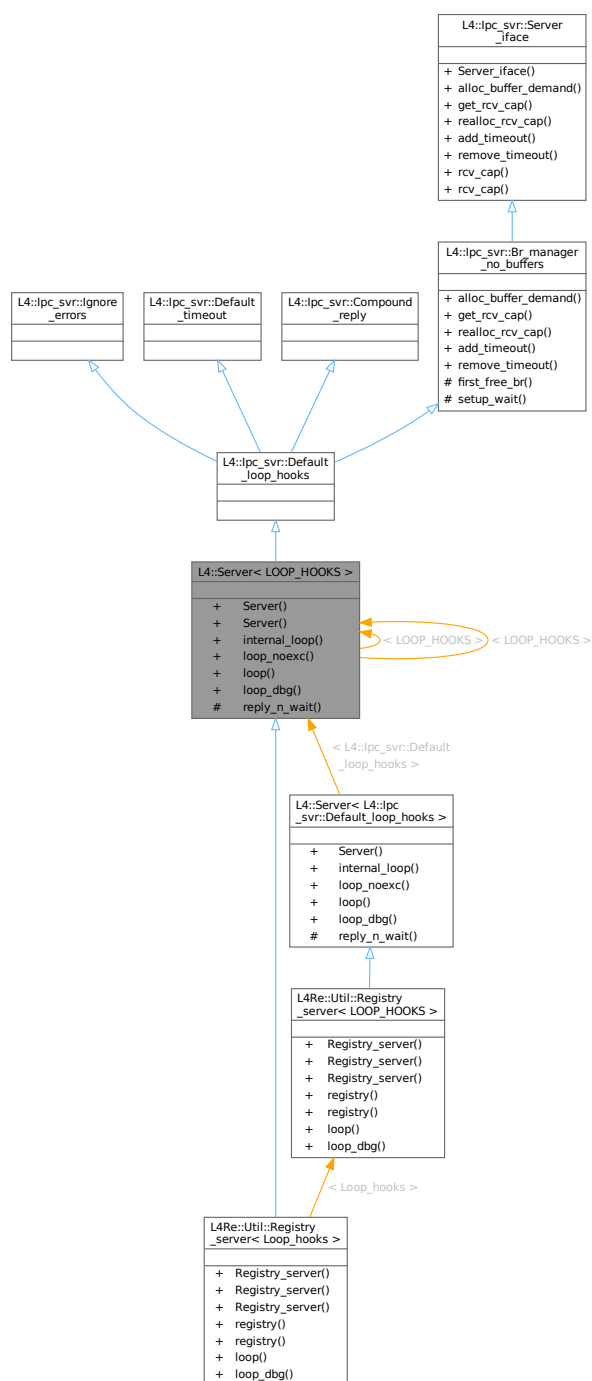 L4::Ipc_svr::Server
_iface
+ Server_iface()
+ alloc_buffer_demand()
+ get_rcv_cap()
+ realloc_rcv_cap()
+ add_timeout()
+ remove_timeout()
+ rcv_cap()
+ rcv_cap()
L4::Ipc_svr::Br_manager
_no_buffers
+ alloc_buffer_demand()
+ get_rcv_cap()
+ realloc_rcv_cap()
+ add_timeout()
+ remove_timeout()
# first_free_br()
# setup_wait()
L4::Ipc_svr::Ignore
_errors
L4::Ipc_svr::Default
_timeout
L4::Ipc_svr::Compound
_reply
L4::Ipc_svr::Default
_loop_hooks
L4::Server< LOOP_HOOKS >
+ Server()
+ Server()
+ internal_loop()
+ loop_noexc()
+ loop()
+ loop_dbg()
# reply_n_wait()
< LOOP_HOOKS >
< LOOP_HOOKS >
< L4::Ipc_svr::Default
_loop_hooks >
L4::Server< L4::Ipc
_svr::Default_loop_hooks >
+ Server()
+ internal_loop()
+ loop_noexc()
+ loop()
+ loop_dbg()
# reply_n_wait()
L4Re::Util::Registry
_server< LOOP_HOOKS >
+ Registry_server()
+ Registry_server()
+ Registry_server()
+ registry()
+ registry()
+ loop()
+ loop_dbg()
< Loop_hooks >
L4Re::Util::Registry
_server< Loop_hooks >
+ Registry_server()
+ Registry_server()
+ Registry_server()
+ registry()
+ registry()
+ loop()
+ loop_dbg()